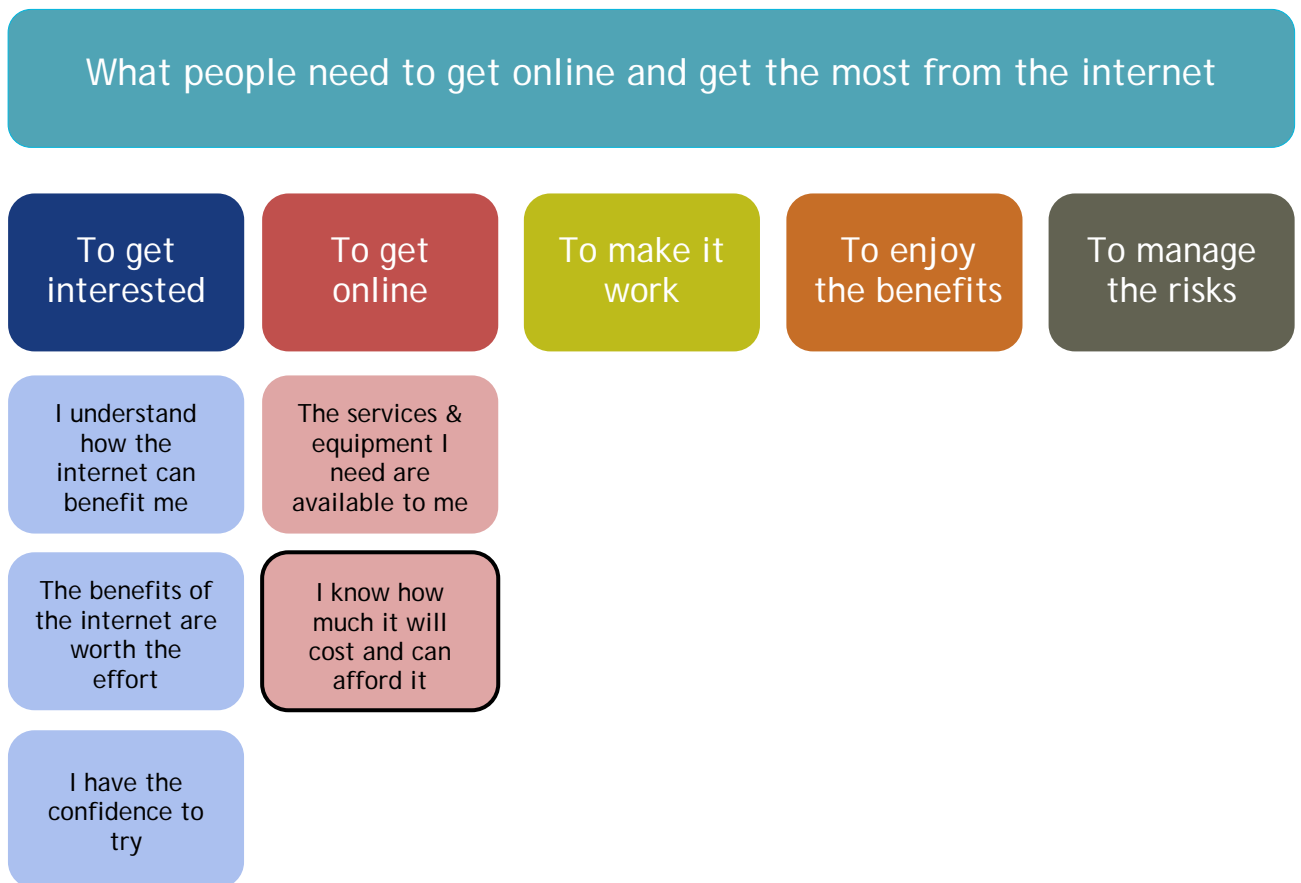 What people need to get online and get the most from the internet
To get
interested
To get
online
To make it
work
To enjoy
the benefits
To manage
the risks
I understand
how the
internet can
benefit me
The services &
equipment I
need are
available to me
The benefits of
the internet are
worth the
effort
I know how
much it will
cost and can
afford it
I have the
confidence to
try